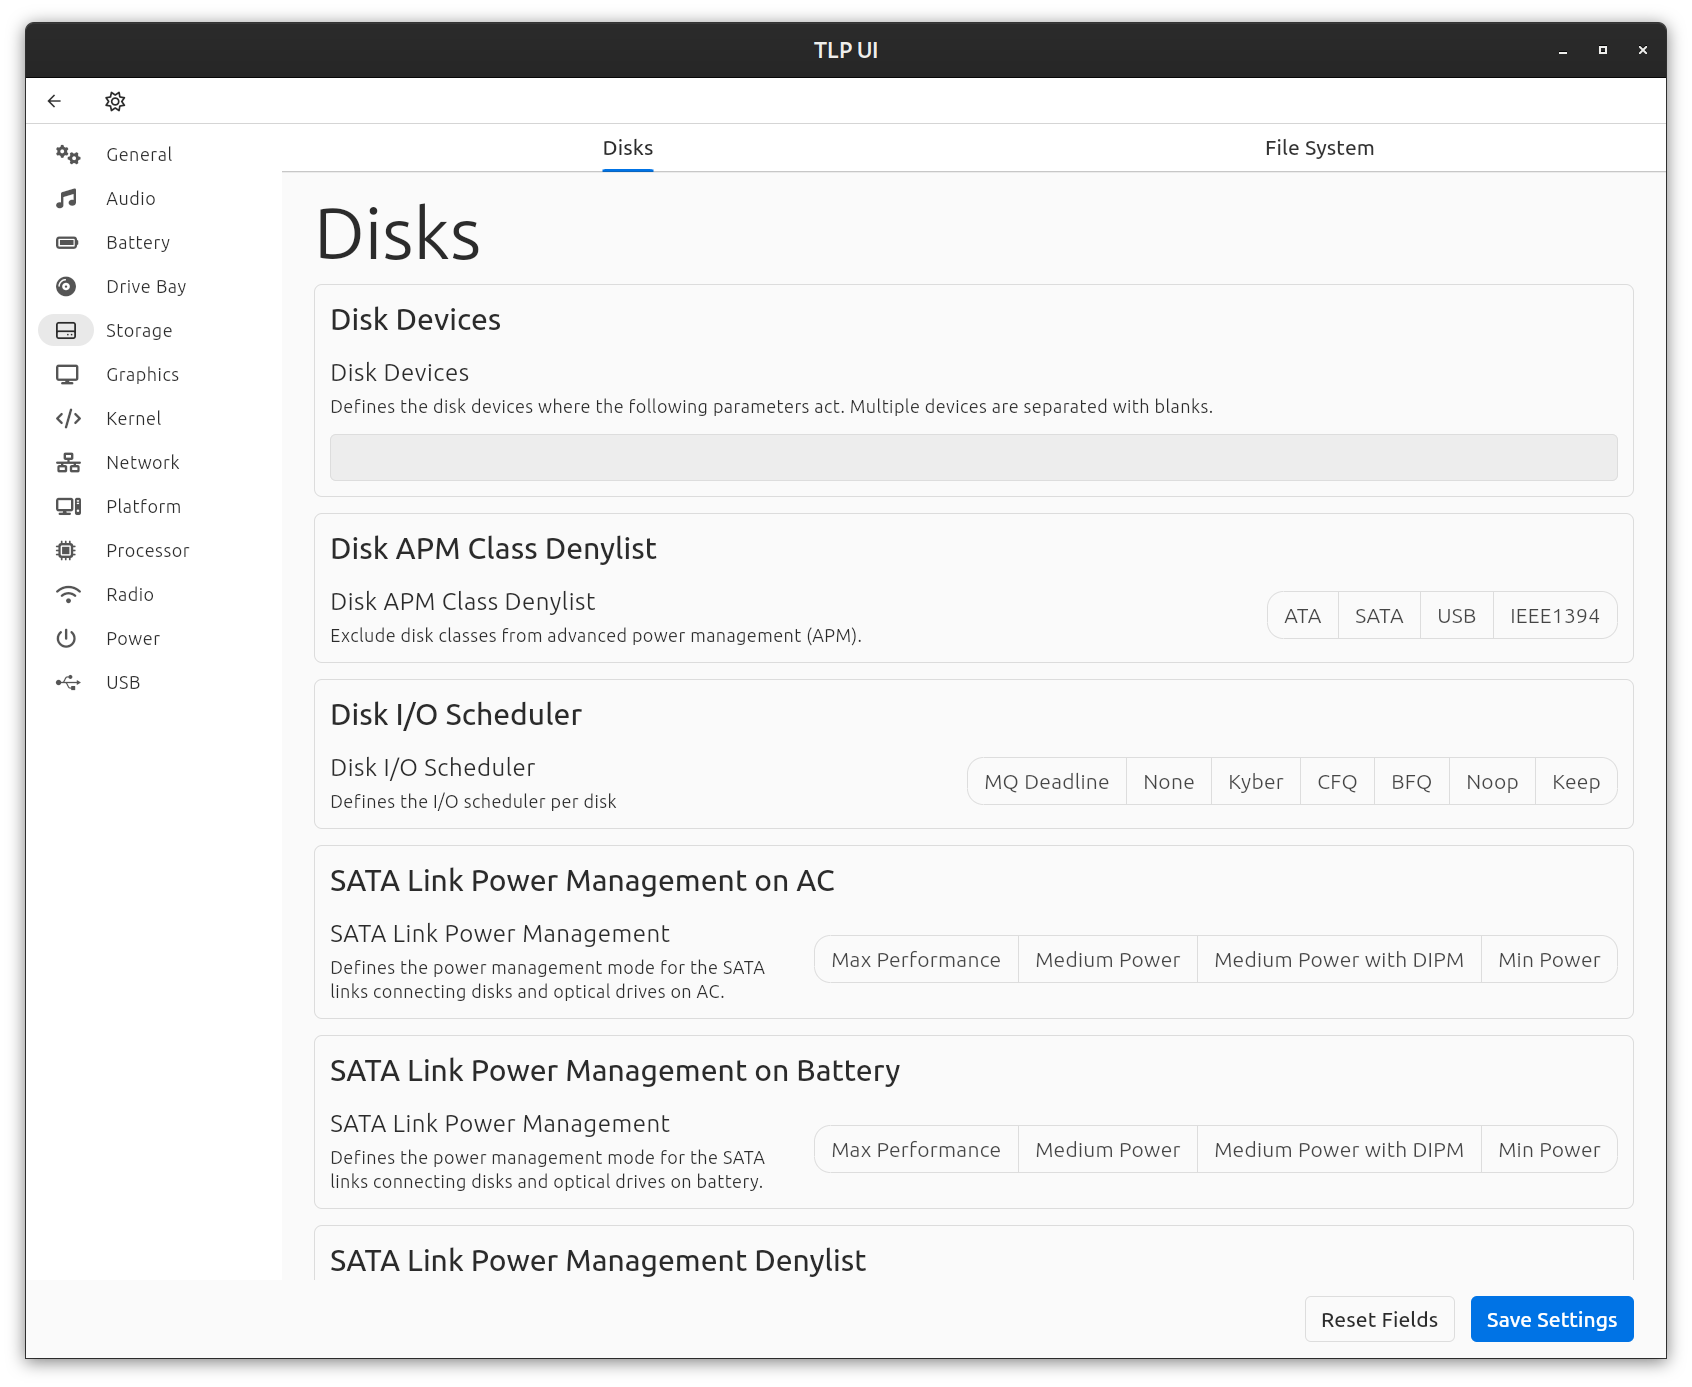 TLP UI
General
Audio
Battery
Drive Bay
Storage
Graphics
Kernel
Network
Platform
Processor
Radio
Power
USB
Disks
File System
Disks
Disk Devices
Disk Devices
Defines the disk devices where the following parameters act. Multiple devices are separated with blanks.
Disk APM Class Denylist
Disk APM Class Denylist
Exclude disk classes from advanced power management (APM).
ATA SATA USB IEEE1394
Disk I/O Scheduler
Disk I/O Scheduler
Defines the I/O scheduler per disk
MQ Deadline None Kyber CFQ BFQ Noop Keep
SATA Link Power Management on AC
SATA Link Power Management
Defines the power management mode for the SATA
links connecting disks and optical drives on AC.
Max Performance Medium Power Medium Power with DIPM Min Power
SATA Link Power Management on Battery
SATA Link Power Management
Defines the power management mode for the SATA
links connecting disks and optical drives on battery.
Max Performance Medium Power Medium Power with DIPM Min Power
SATA Link Power Management Denylist
Reset Fields Save Settings